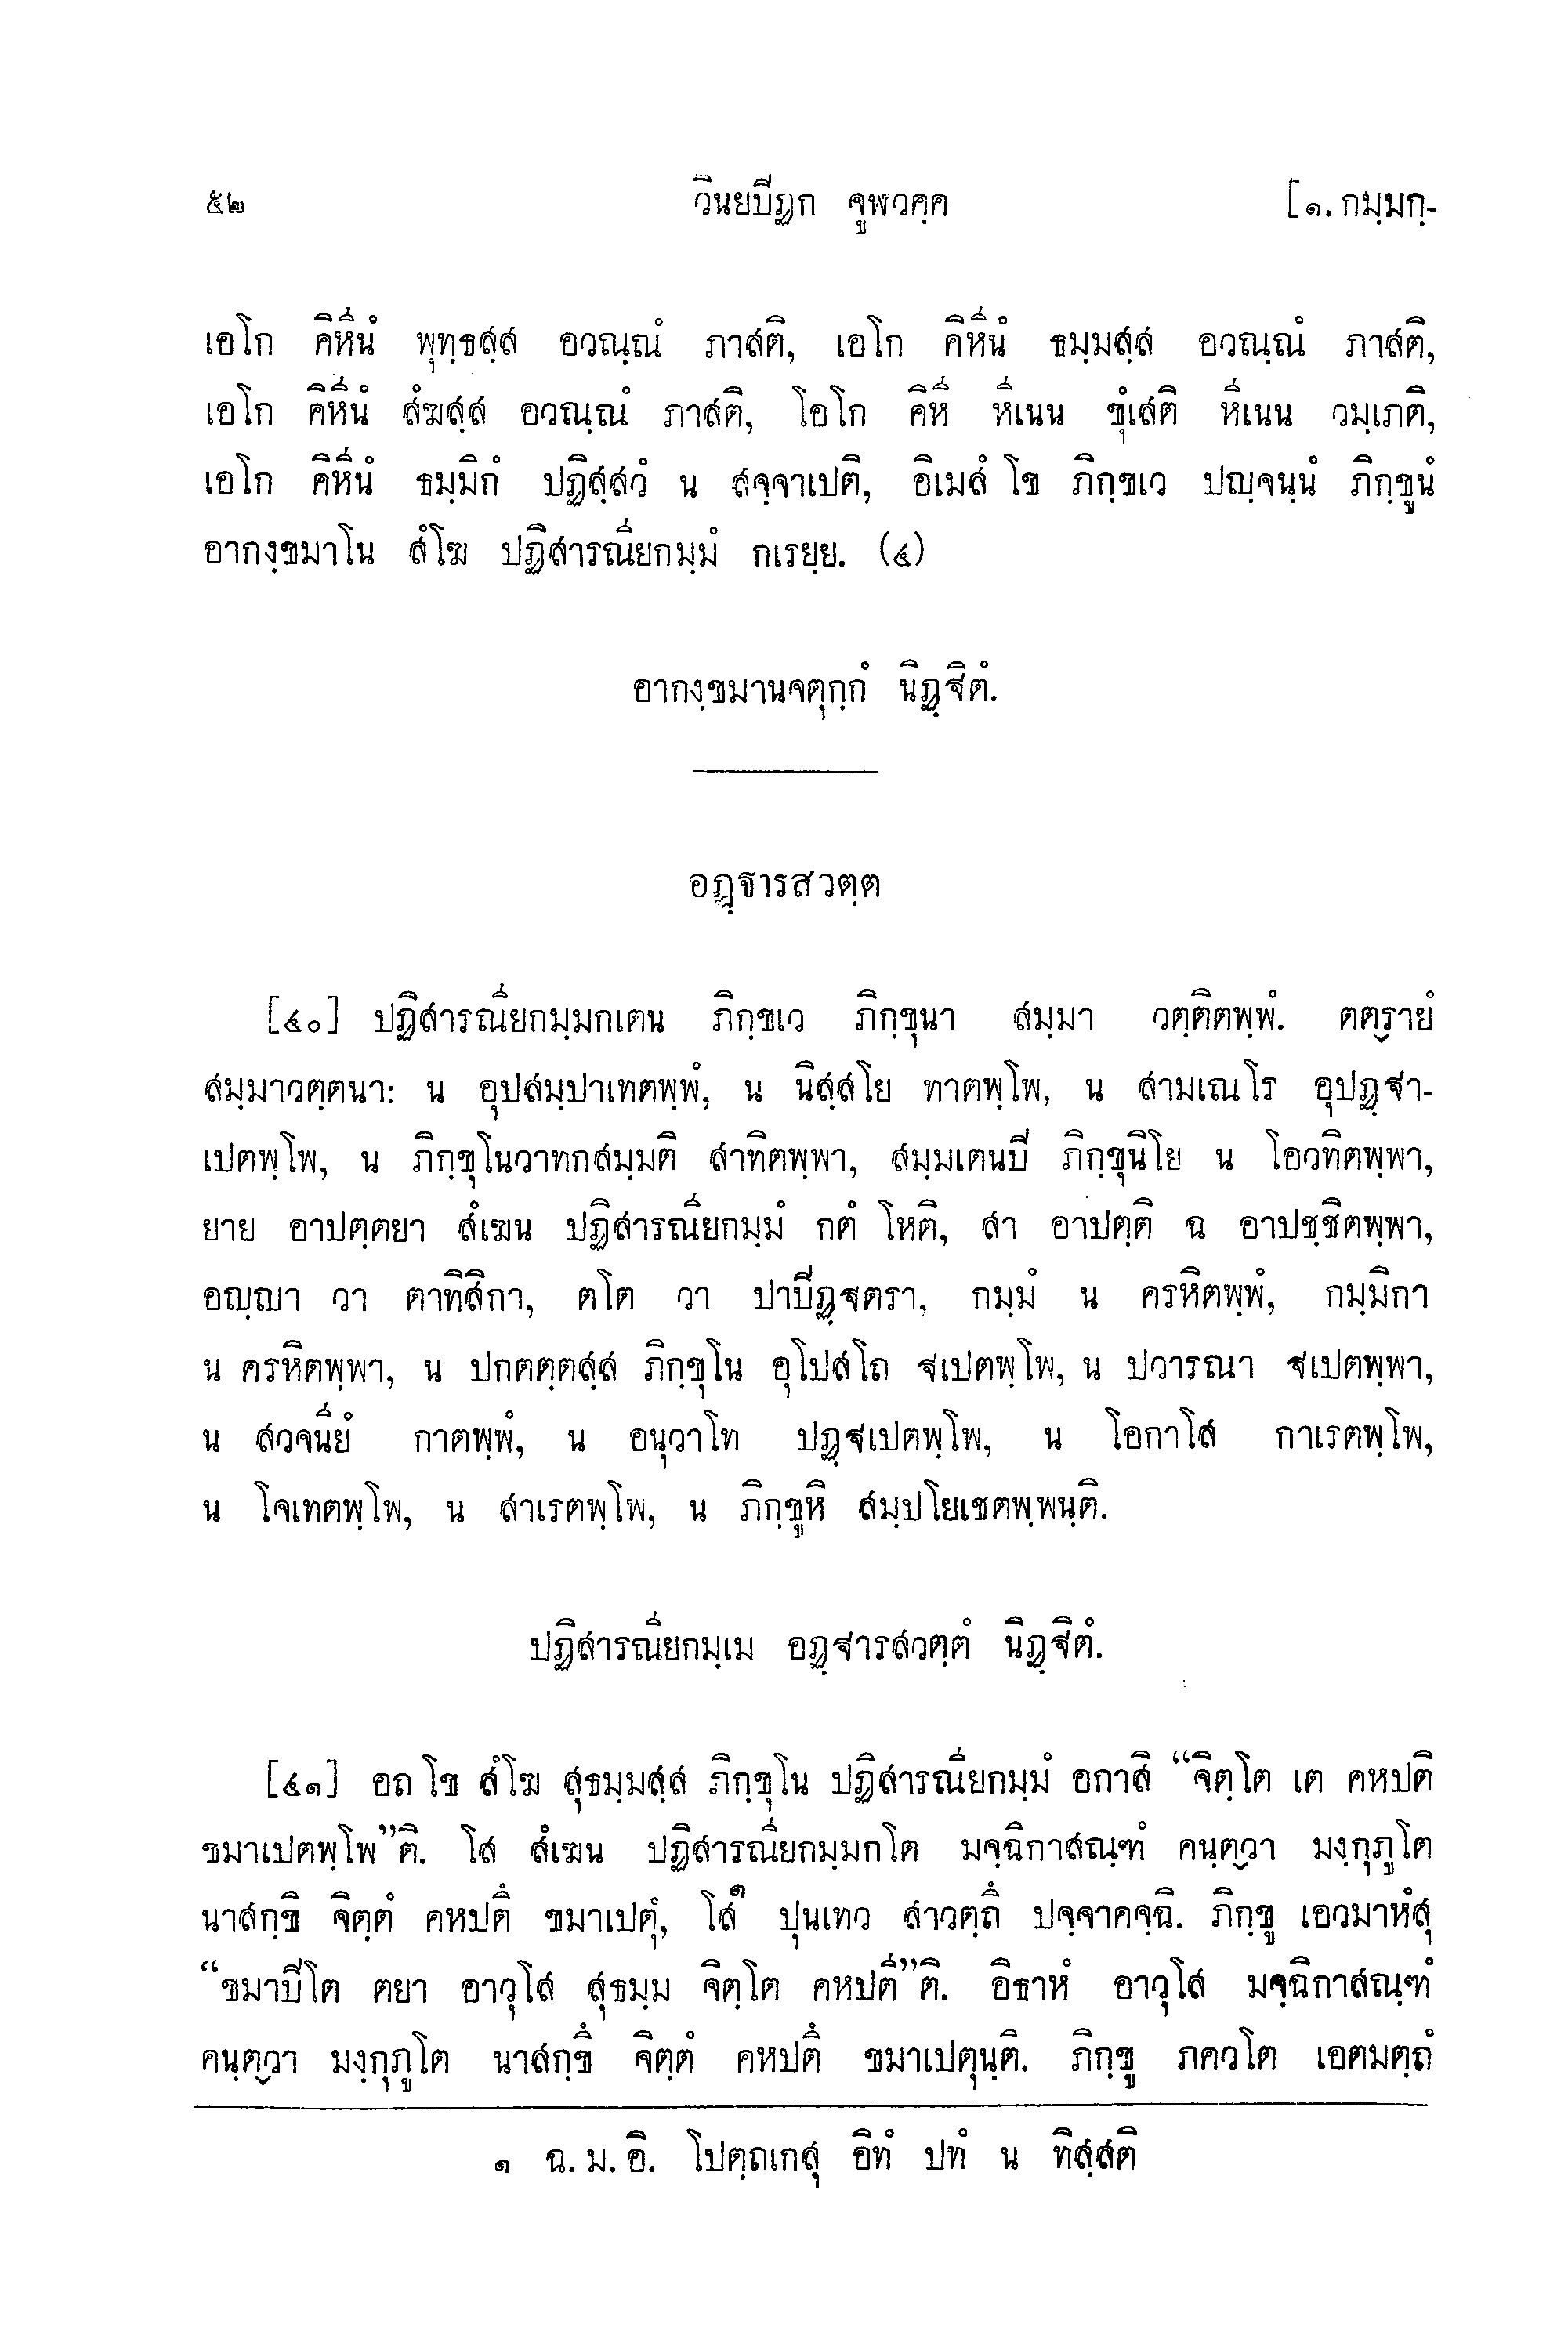 ๕๒ วินยปิฏก จูฬวคฺค [๑. กมฺมกฺ-
เอโก คิหีนํ พุทฺธสฺส อวณฺณํ ภาสติ, เอโก คิหีนํ ธมฺมสฺส อวณฺณํ ภาสติ,
เอโก คิหีนํ สํฆสฺส อวณฺณํ ภาสติ, โอโก คิหี หีเนน ขุํเสติ หีเนน วมฺเภติ,
เอโก คิหีนํ ธมฺมิกํ ปฏิสฺสวํ น สจฺจาเปติ, อิเมสํ โข ภิกฺขเว ปญฺจนฺนํ ภิกฺขูนํ
อากงฺขมาโน สํโฆ ปฏิสารณียกมฺมํ กเรยฺย. (๔)
อากงฺขมานจตุกฺกํ นิฏฺฐิตํ.
อฏฺฐารสวตฺต
[๔๐] ปฏิสารณียกมฺมกเตน ภิกฺขเว ภิกฺขุนา สมฺมา วตฺติตพฺพํ. ตตฺรายํ
สมฺมาวตฺตนา: น อุปสมฺปาเทตพฺพํ, น นิสฺสโย ทาตพฺโพ, น สามเณโร อุปฏฺฐา-
เปตพฺโพ, น ภิกฺขุโนวาทกสมฺมติ สาทิตพฺพา, สมฺมเตนปิ ภิกฺขุนิโย น โอวทิตพฺพา,
ยาย อาปตฺตยา สํเฆน ปฏิสารณียกมฺมํ กตํ โหติ, สา อาปตฺติ ฉ อาปชฺชิตพฺพา,
อญฺญา วา ตาทิสิกา, ตโต วา ปาปิฏฺฐตรา, กมฺมํ น ครหิตพฺพํ, กมฺมิกา
น ครหิตพฺพา, น ปกตตฺตสฺส ภิกฺขุโน อุโปสโถ ฐเปตพฺโพ, น ปวารณา ฐเปตพฺพา,
น สวจนียํ กาตพฺพํ, น อนุวาโท ปฏฺฐเปตพฺโพ, น โอกาโส กาเรตพฺโพ,
น โจเทตพฺโพ, น สาเรตพฺโพ, น ภิกฺขูหิ สมฺปโยเชตพฺพนฺติ.
ปฏิสารณียกมฺเม อฏฺฐารสวตฺตํ นิฏฺฐิตํ.
[๔๑] อถ โข สํโฆ สุธมฺมสฺส ภิกฺขุโน ปฏิสารณียกมฺมํ อกาสิ “จิตฺโต เต คหปติ
ขมาเปตพฺโพ”ติ. โส สํเฆน ปฏิสารณียกมฺมกโต มจฺฉิกาสณฺฑํ คนฺตฺวา มงฺกุภูโต
นาสกฺขิ จิตฺตํ คหปตึ ขมาเปตุํ, โส๑ ปุนเทว สาวตฺถึ ปจฺจาคจฺฉิ. ภิกฺขู เอวมาหํสุ
“ขมาปิโต ตยา อาวุโส สุธมฺม จิตฺโต คหปตี”ติ. อิธาหํ อาวุโส มจฺฉิกาสณฺฑํ
คนฺตฺวา มงฺกุภูโต นาสกฺขึ จิตฺตํ คหปตึ ขมาเปตุนฺติ. ภิกฺขู ภควโต เอตมตฺถํ
๑ ฉ. ม. อิ. โปตฺถเกสุ อิทํ ปทํ น ทิสฺสติ